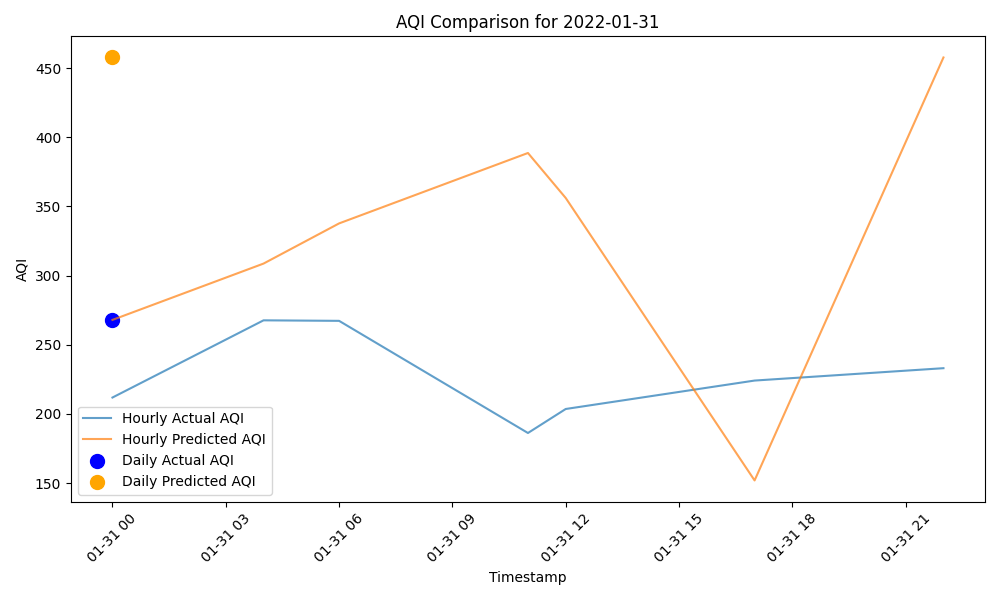 AQI Comparison for 2022-01-31
AQI
450
400
350
300
250
200
150
Hourly Actual AQI
Hourly Predicted AQI
Daily Actual AQI
Daily Predicted AQI
01-31 00
01-31 03
01-31 06
01-31 09
01-31 12
01-31 15
01-31 18
01-31 21
Timestamp